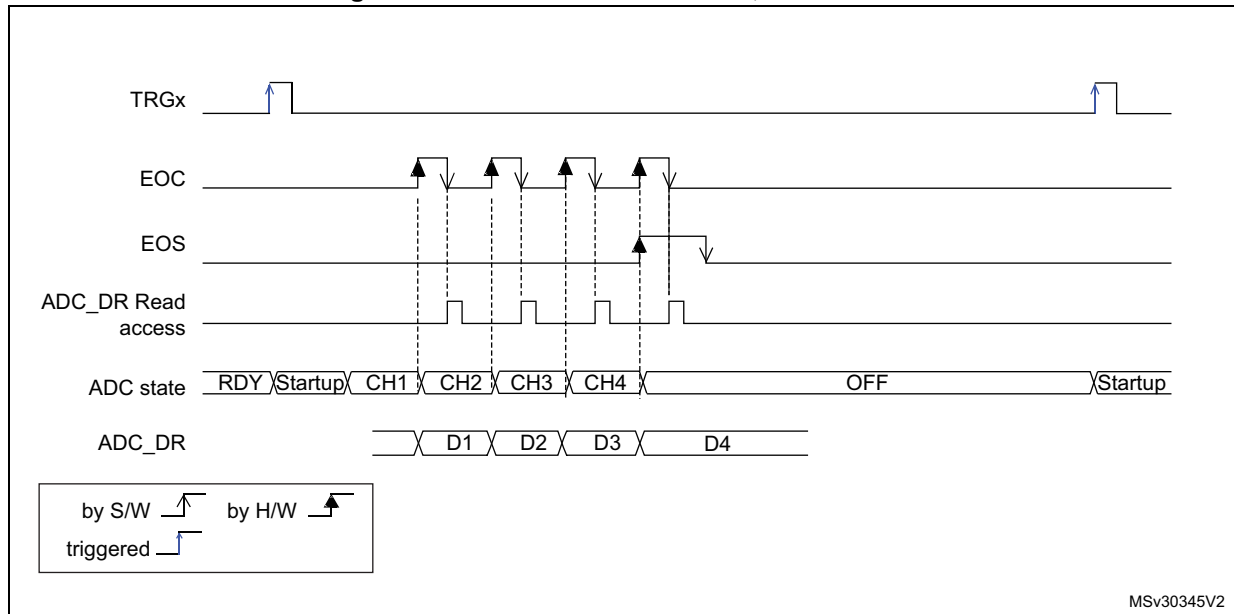 TRGx
EOC
EOS
ADC_DR Read
access
ADC state RDY Startup CH1 CH2 CH3 CH4 OFF Startup
ADC_DR D1 D2 D3 D4
by S/W by H/W
triggered
MSv30345V2